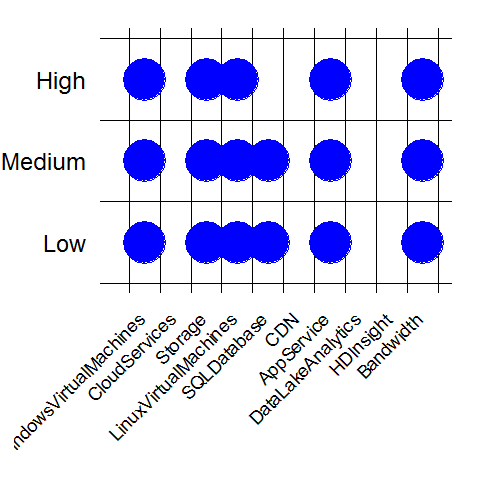 High
Medium
Low
ndowsVirtualMachines
CloudServices
Storage
LinuxVirtualMachines
SQLDatabase
CDN
AppService
DataLakeAnalytics
HDInsight
Bandwidth